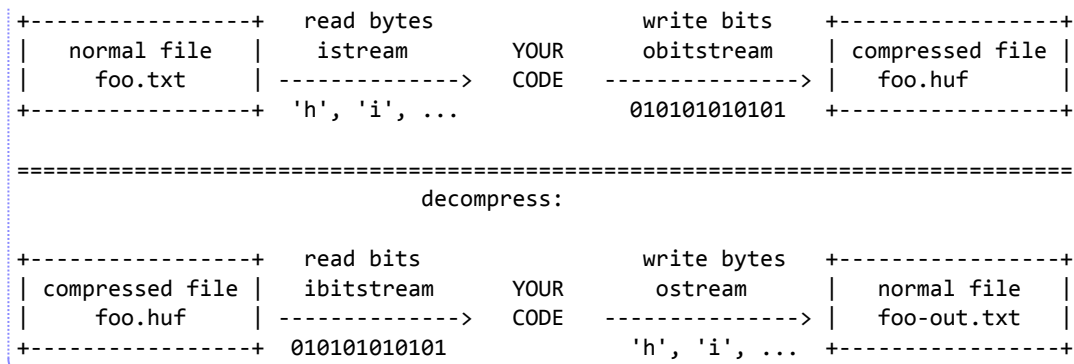 +-----------------+   read bytes                write bits   +-----------------+
|   normal file   |    istream       YOUR       obitstream   | compressed file |
|     foo.txt     | -------------->  CODE   ---------------> |   foo.huf       |
+-----------------+  'h', 'i', ...             010101010101  +-----------------+
=================================================================================
decompress:
+-----------------+   read bits                 write bytes  +-----------------+
| compressed file |   ibitstream     YOUR        ostream     |   normal file   |
|     foo.huf     | -------------->  CODE   ---------------> |   foo-out.txt   |
+-----------------+  010101010101              'h', 'i', ... +-----------------+